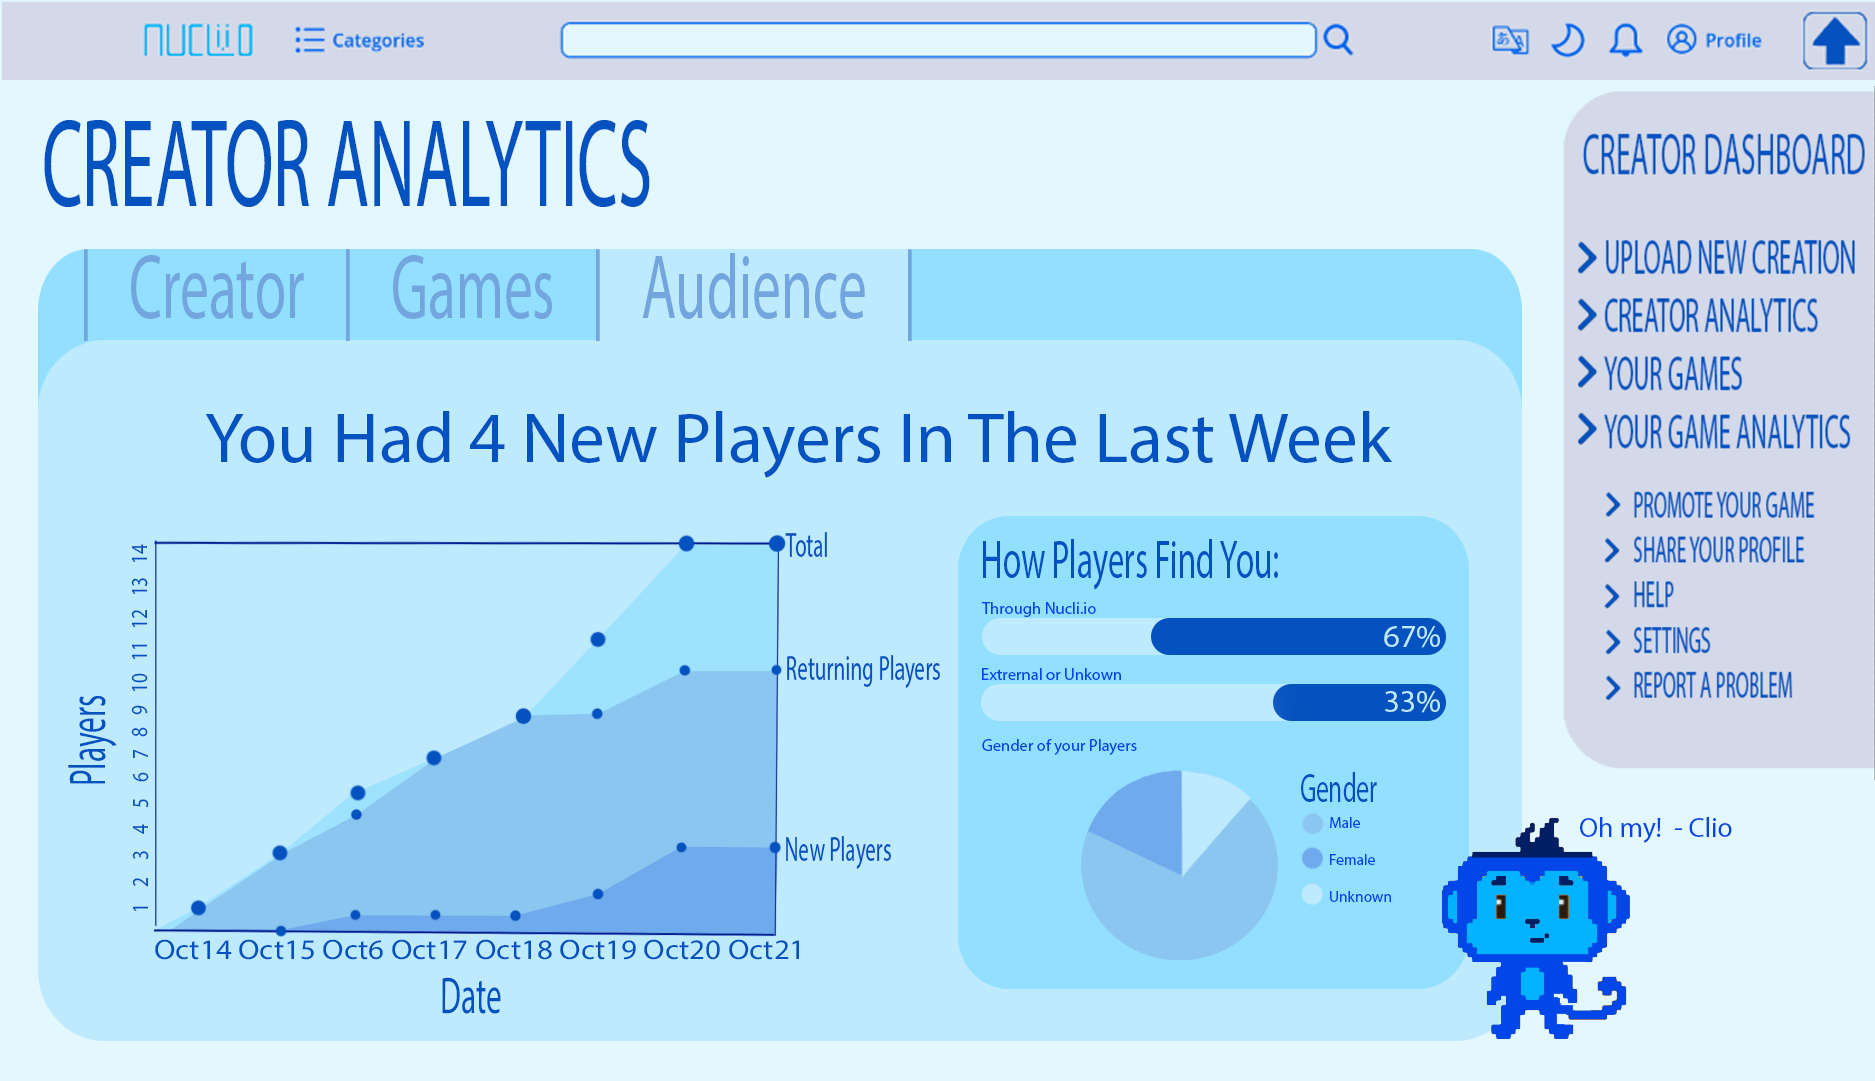 NUCLIIO
Categories
Profile
CREATOR ANALYTICS
Creator
Games
Audience
You Had 4 New Players In The Last Week
14
13
12
11
10
9
8
7
6
5
4
3
2
1
Players
Total
Returning Players
New Players
Oct14 Oct15 Oct6 Oct17 Oct18 Oct19 Oct20 Oct21
Date
How Players Find You:
Through Nucli.io
67%
Extrernal or Unkown
33%
Gender of your Players
Gender
Male
Female
Unknown
CREATOR DASHBOARD
UPLOAD NEW CREATION
CREATOR ANALYTICS
YOUR GAMES
YOUR GAME ANALYTICS
PROMOTE YOUR GAME
SHARE YOUR PROFILE
HELP
SETTINGS
REPORT A PROBLEM
Oh my! - Clio